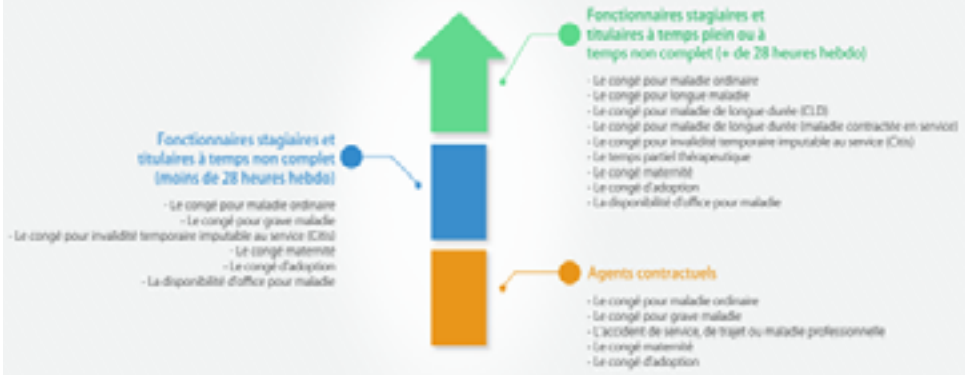 Fonctionnaires stagiaires et
titulaires à temps plein ou à
temps non complet (+ de 28 heures hebdo)
- Le congé pour maladie ordinaire
- Le congé pour longue maladie
- Le congé pour maladie de longue durée (CLD)
- Le congé pour maladie de longue durée (maladie contractée en service)
- Le congé pour invalidité temporaire imputable au service (Citis)
- Le temps partiel thérapeutique
- Le congé maternité
- Le congé d'adoption
- La disponibilité d'office pour maladie
Fonctionnaires stagiaires et
titulaires à temps non complet
(moins de 28 heures hebdo)
- Le congé pour maladie ordinaire
- Le congé pour grave maladie
- Le congé pour invalidité temporaire imputable au service (Citis)
- Le congé maternité
- Le congé d'adoption
- La disponibilité d'office pour maladie
Agents contractuels
- Le congé pour maladie ordinaire
- Le congé pour grave maladie
- L'accident de service, de trajet ou maladie professionnelle
- Le congé maternité
- Le congé d'adoption